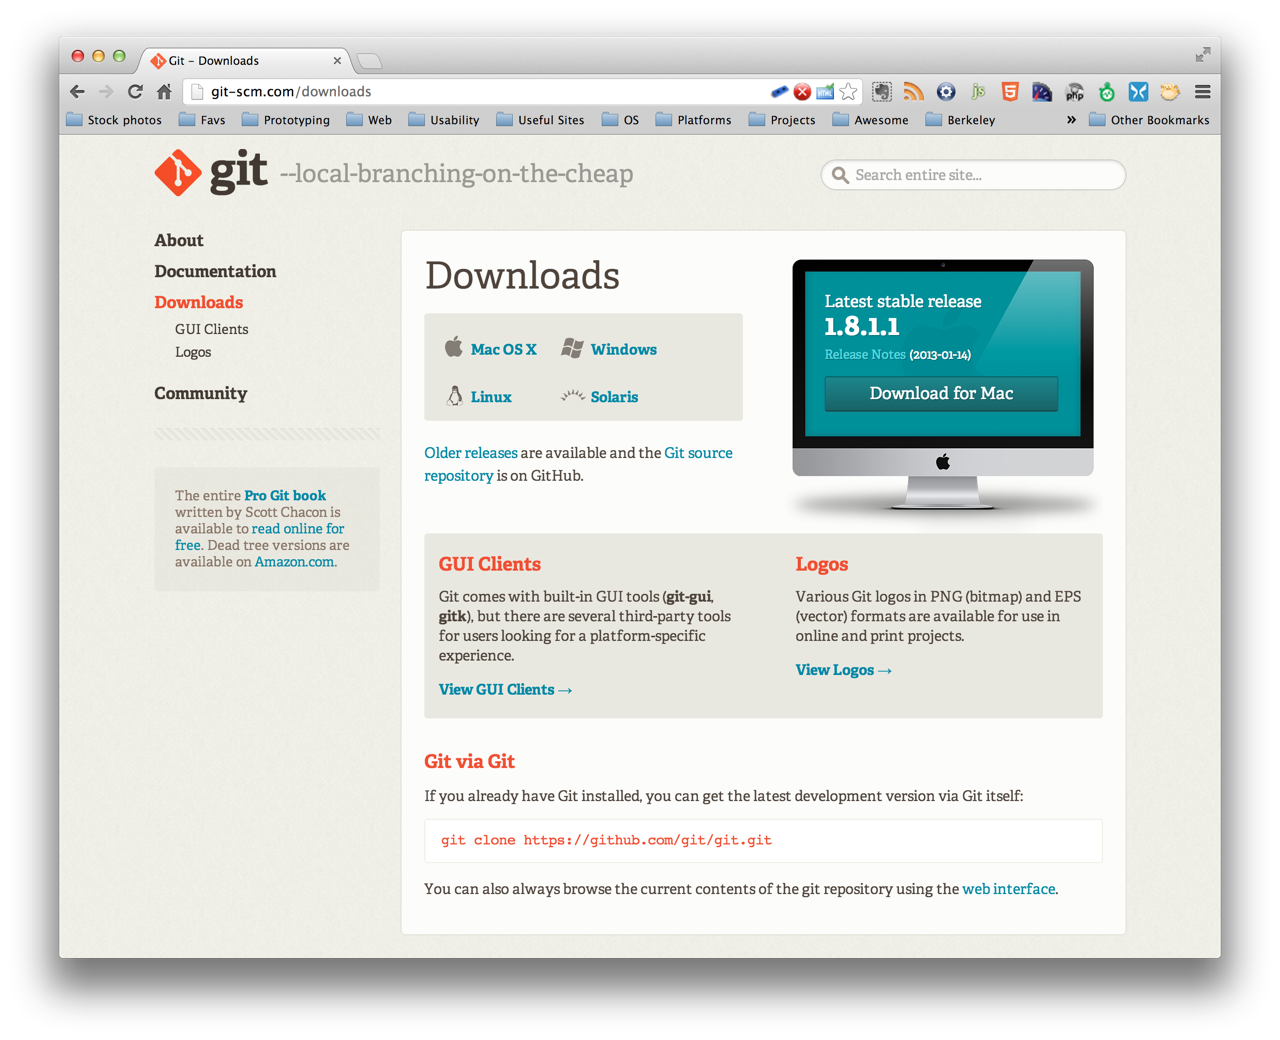 Git - Downloads
git-scm.com/downloads
Stock photos Favs Prototyping Web Usability Useful Sites OS Platforms Projects Awesome Berkeley » Other Bookmarks
git --local-branching-on-the-cheap
Search entire site...
About
Documentation
Downloads
GUI Clients
Logos
Community
The entire Pro Git book
written by Scott Chacon is
available to read online for
free. Dead tree versions are
available on Amazon.com.
Downloads
Mac OS X Windows
Linux Solaris
Older releases are available and the Git source
repository is on GitHub.
Latest stable release
1.8.1.1
Release Notes (2013-01-14)
Download for Mac
GUI Clients
Git comes with built-in GUI tools (git-gui,
gitk), but there are several third-party tools
for users looking for a platform-specific
experience.
View GUI Clients →
Logos
Various Git logos in PNG (bitmap) and EPS
(vector) formats are available for use in
online and print projects.
View Logos →
Git via Git
If you already have Git installed, you can get the latest development version via Git itself:
git clone https://github.com/git/git.git
You can also always browse the current contents of the git repository using the web interface.